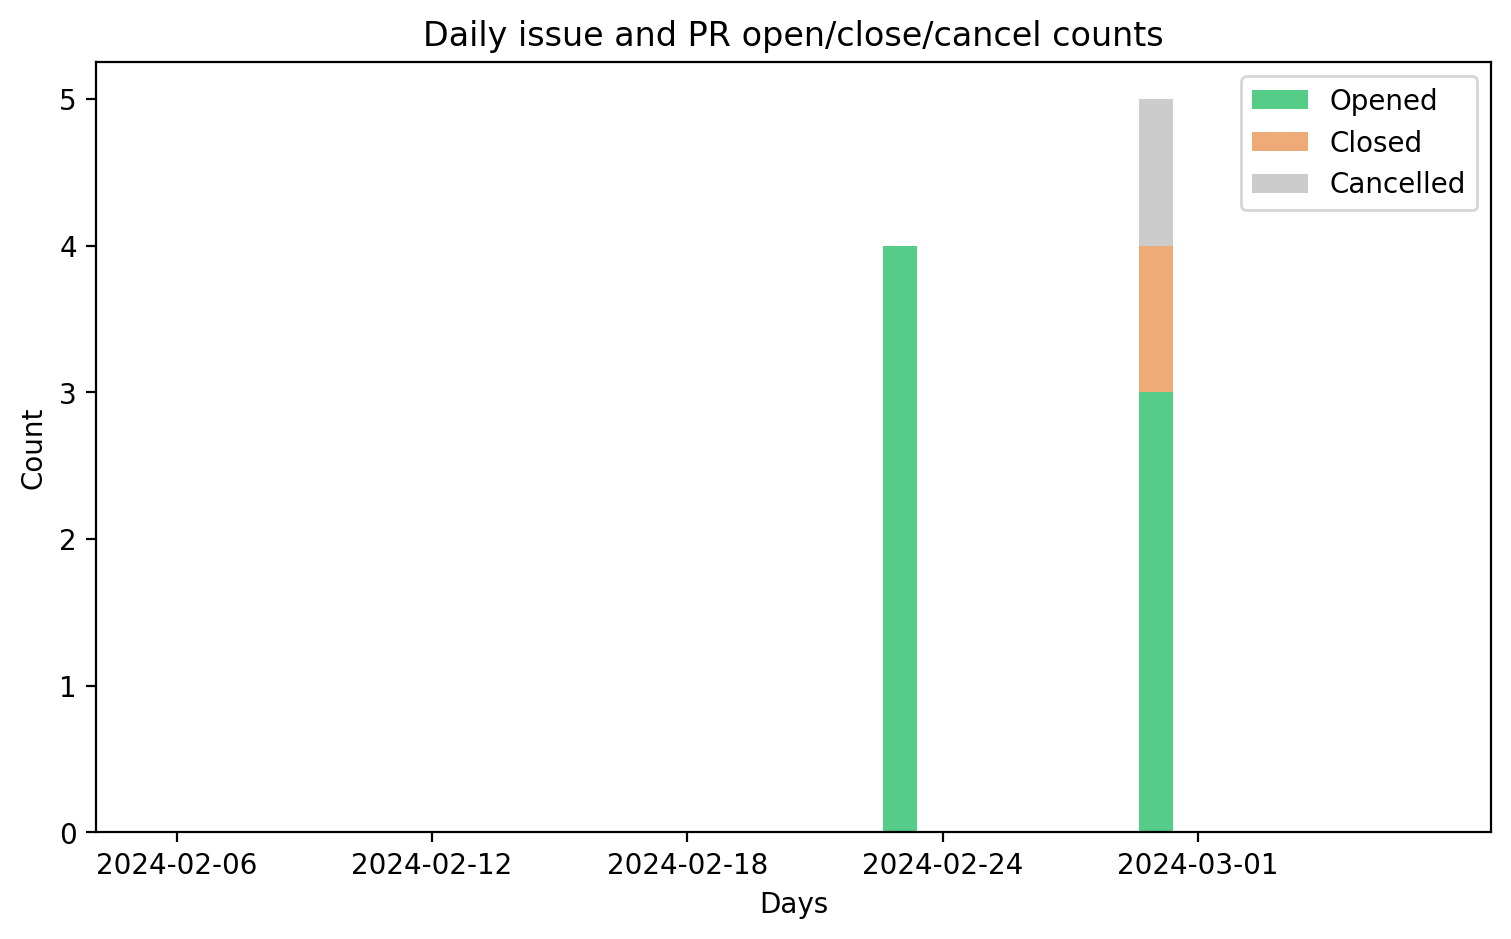 Daily issue and PR open/close/cancel counts
Opened
Closed
Cancelled
Count
5
4
3
2
1
0
2024-02-06 2024-02-12 2024-02-18 2024-02-24 2024-03-01
Days